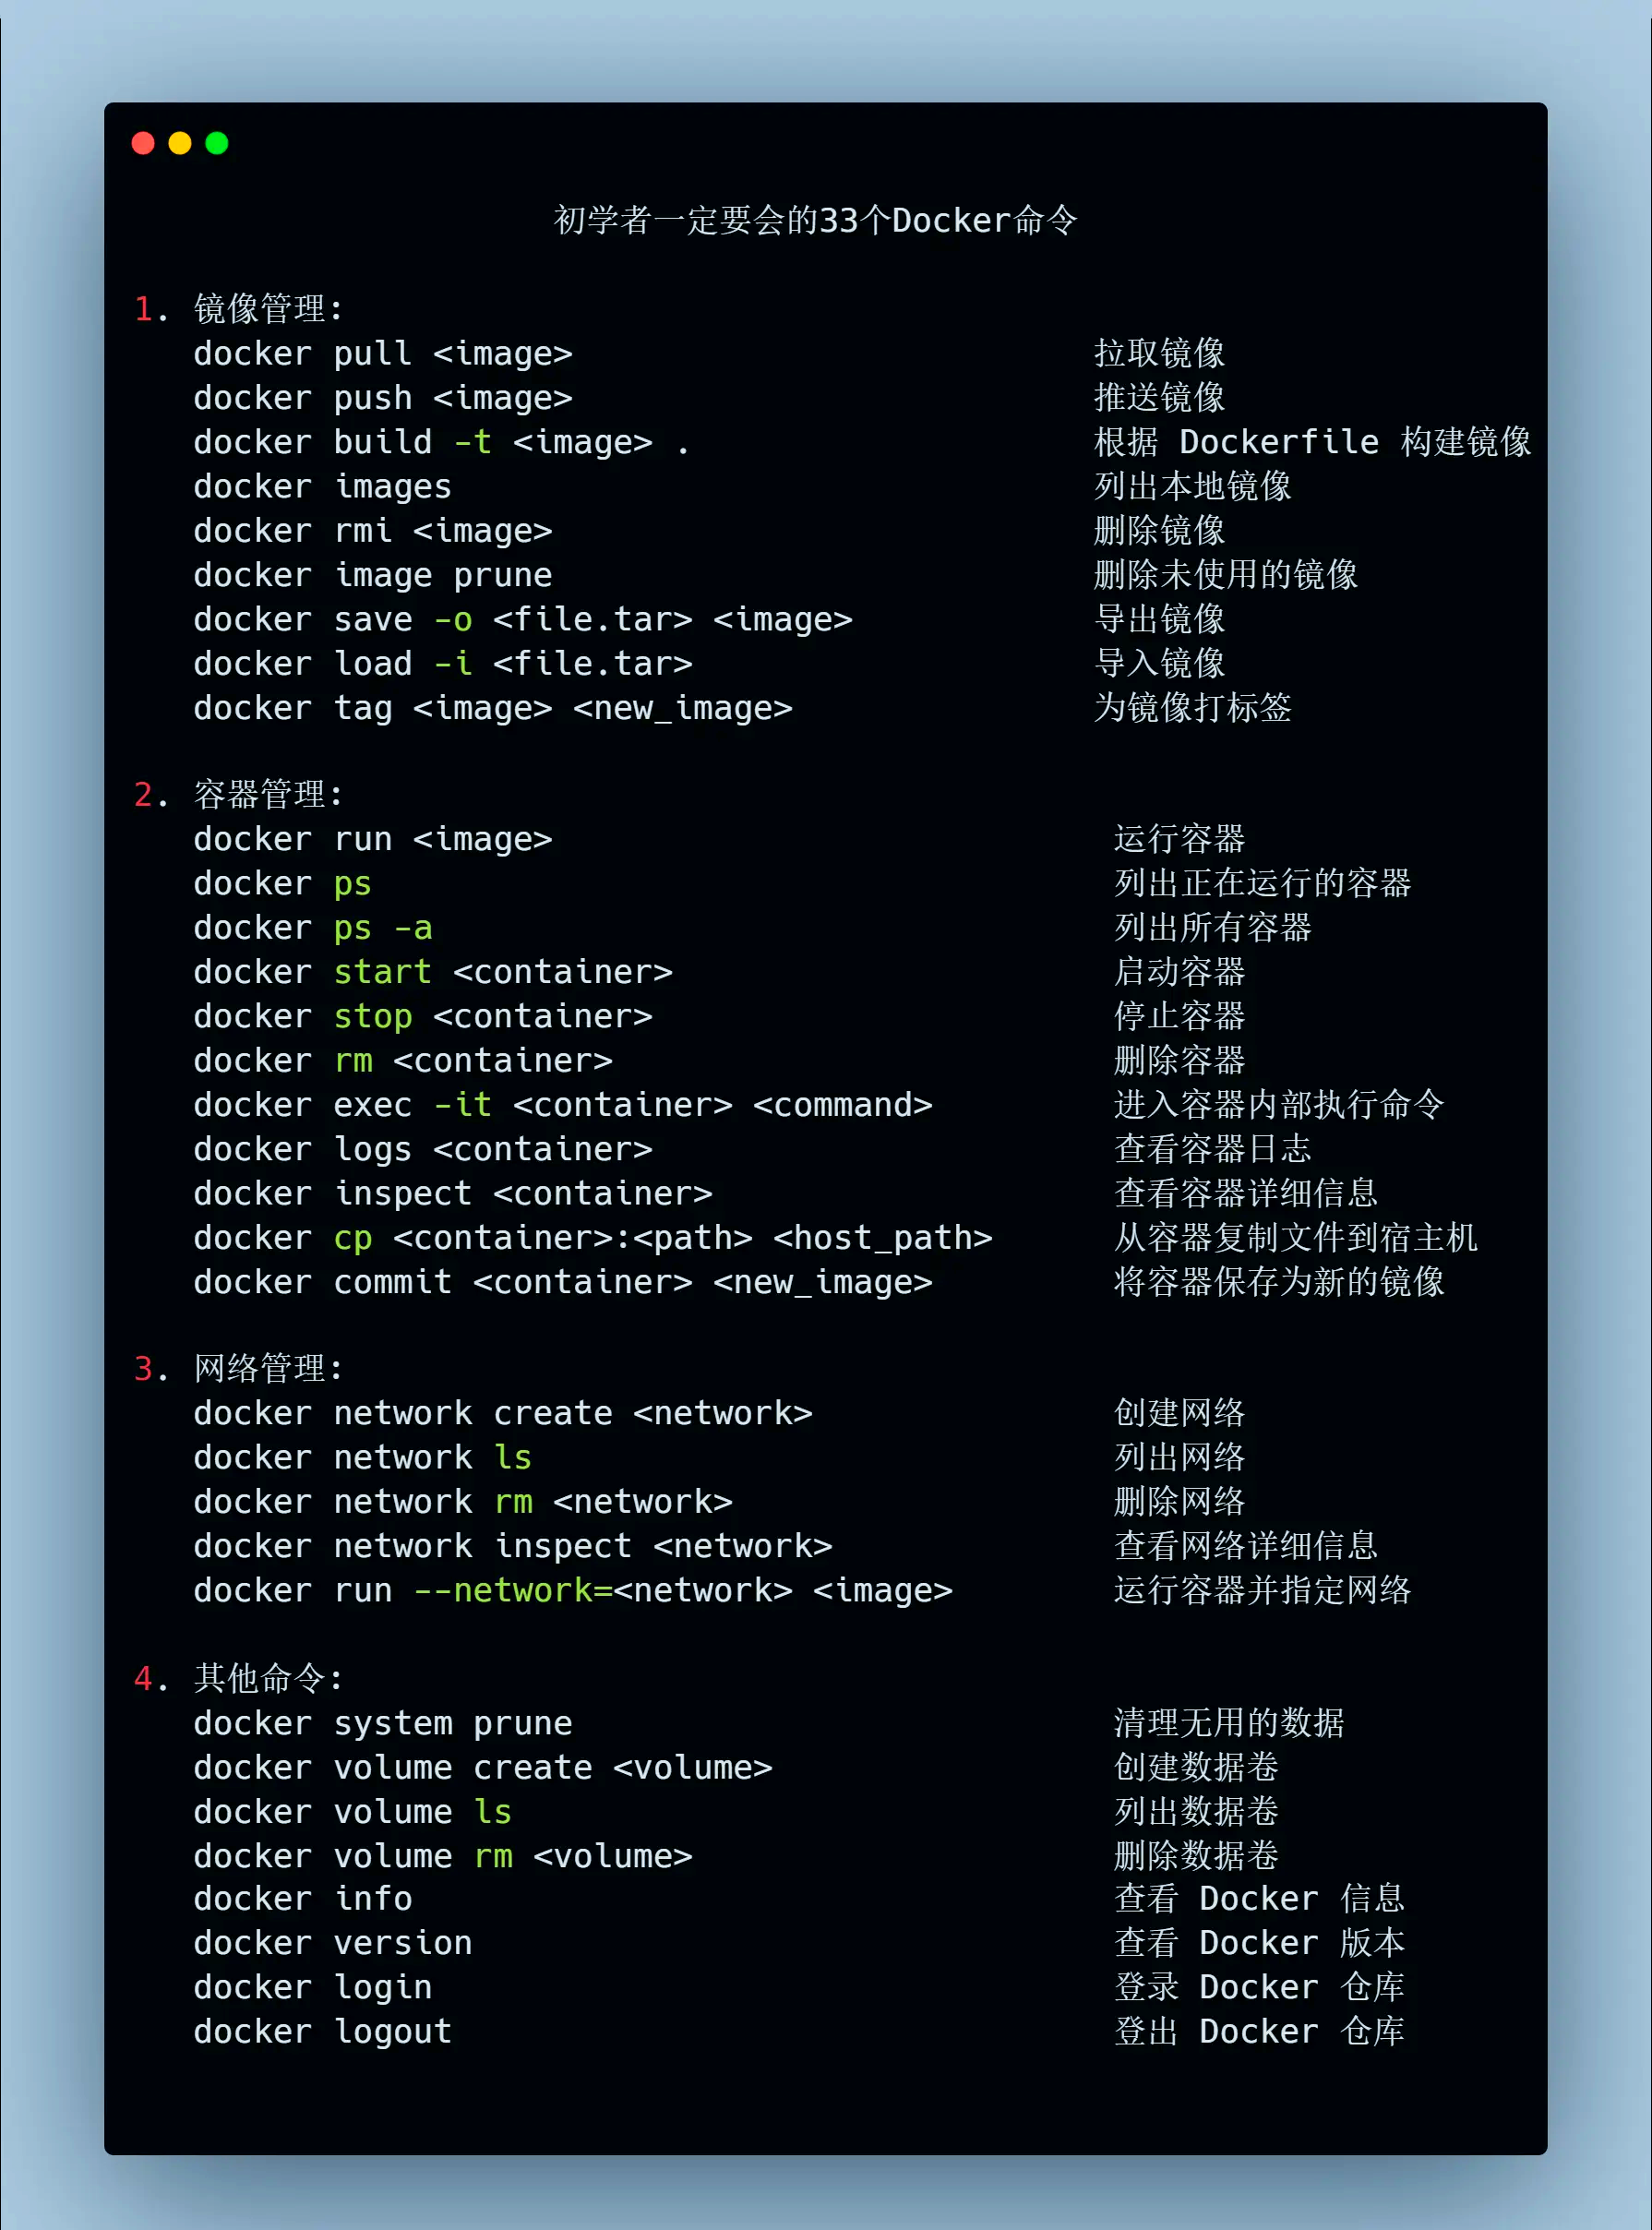 初学者一定要会的33个Docker命令
1. 镜像管理:
docker pull <image> 拉取镜像
docker push <image> 推送镜像
docker build -t <image> . 根据 Dockerfile 构建镜像
docker images 列出本地镜像
docker rmi <image> 删除镜像
docker image prune 删除未使用的镜像
docker save -o <file.tar> <image> 导出镜像
docker load -i <file.tar> 导入镜像
docker tag <image> <new_image> 为镜像打标签
2. 容器管理:
docker run <image> 运行容器
docker ps 列出正在运行的容器
docker ps -a 列出所有容器
docker start <container> 启动容器
docker stop <container> 停止容器
docker rm <container> 删除容器
docker exec -it <container> <command> 进入容器内部执行命令
docker logs <container> 查看容器日志
docker inspect <container> 查看容器详细信息
docker cp <container>:<path> <host_path> 从容器复制文件到宿主机
docker commit <container> <new_image> 将容器保存为新的镜像
3. 网络管理:
docker network create <network> 创建网络
docker network ls 列出网络
docker network rm <network> 删除网络
docker network inspect <network> 查看网络详细信息
docker run --network=<network> <image> 运行容器并指定网络
4. 其他命令:
docker system prune 清理无用的数据
docker volume create <volume> 创建数据卷
docker volume ls 列出数据卷
docker volume rm <volume> 删除数据卷
docker info 查看 Docker 信息
docker version 查看 Docker 版本
docker login 登录 Docker 仓库
docker logout 登出 Docker 仓库